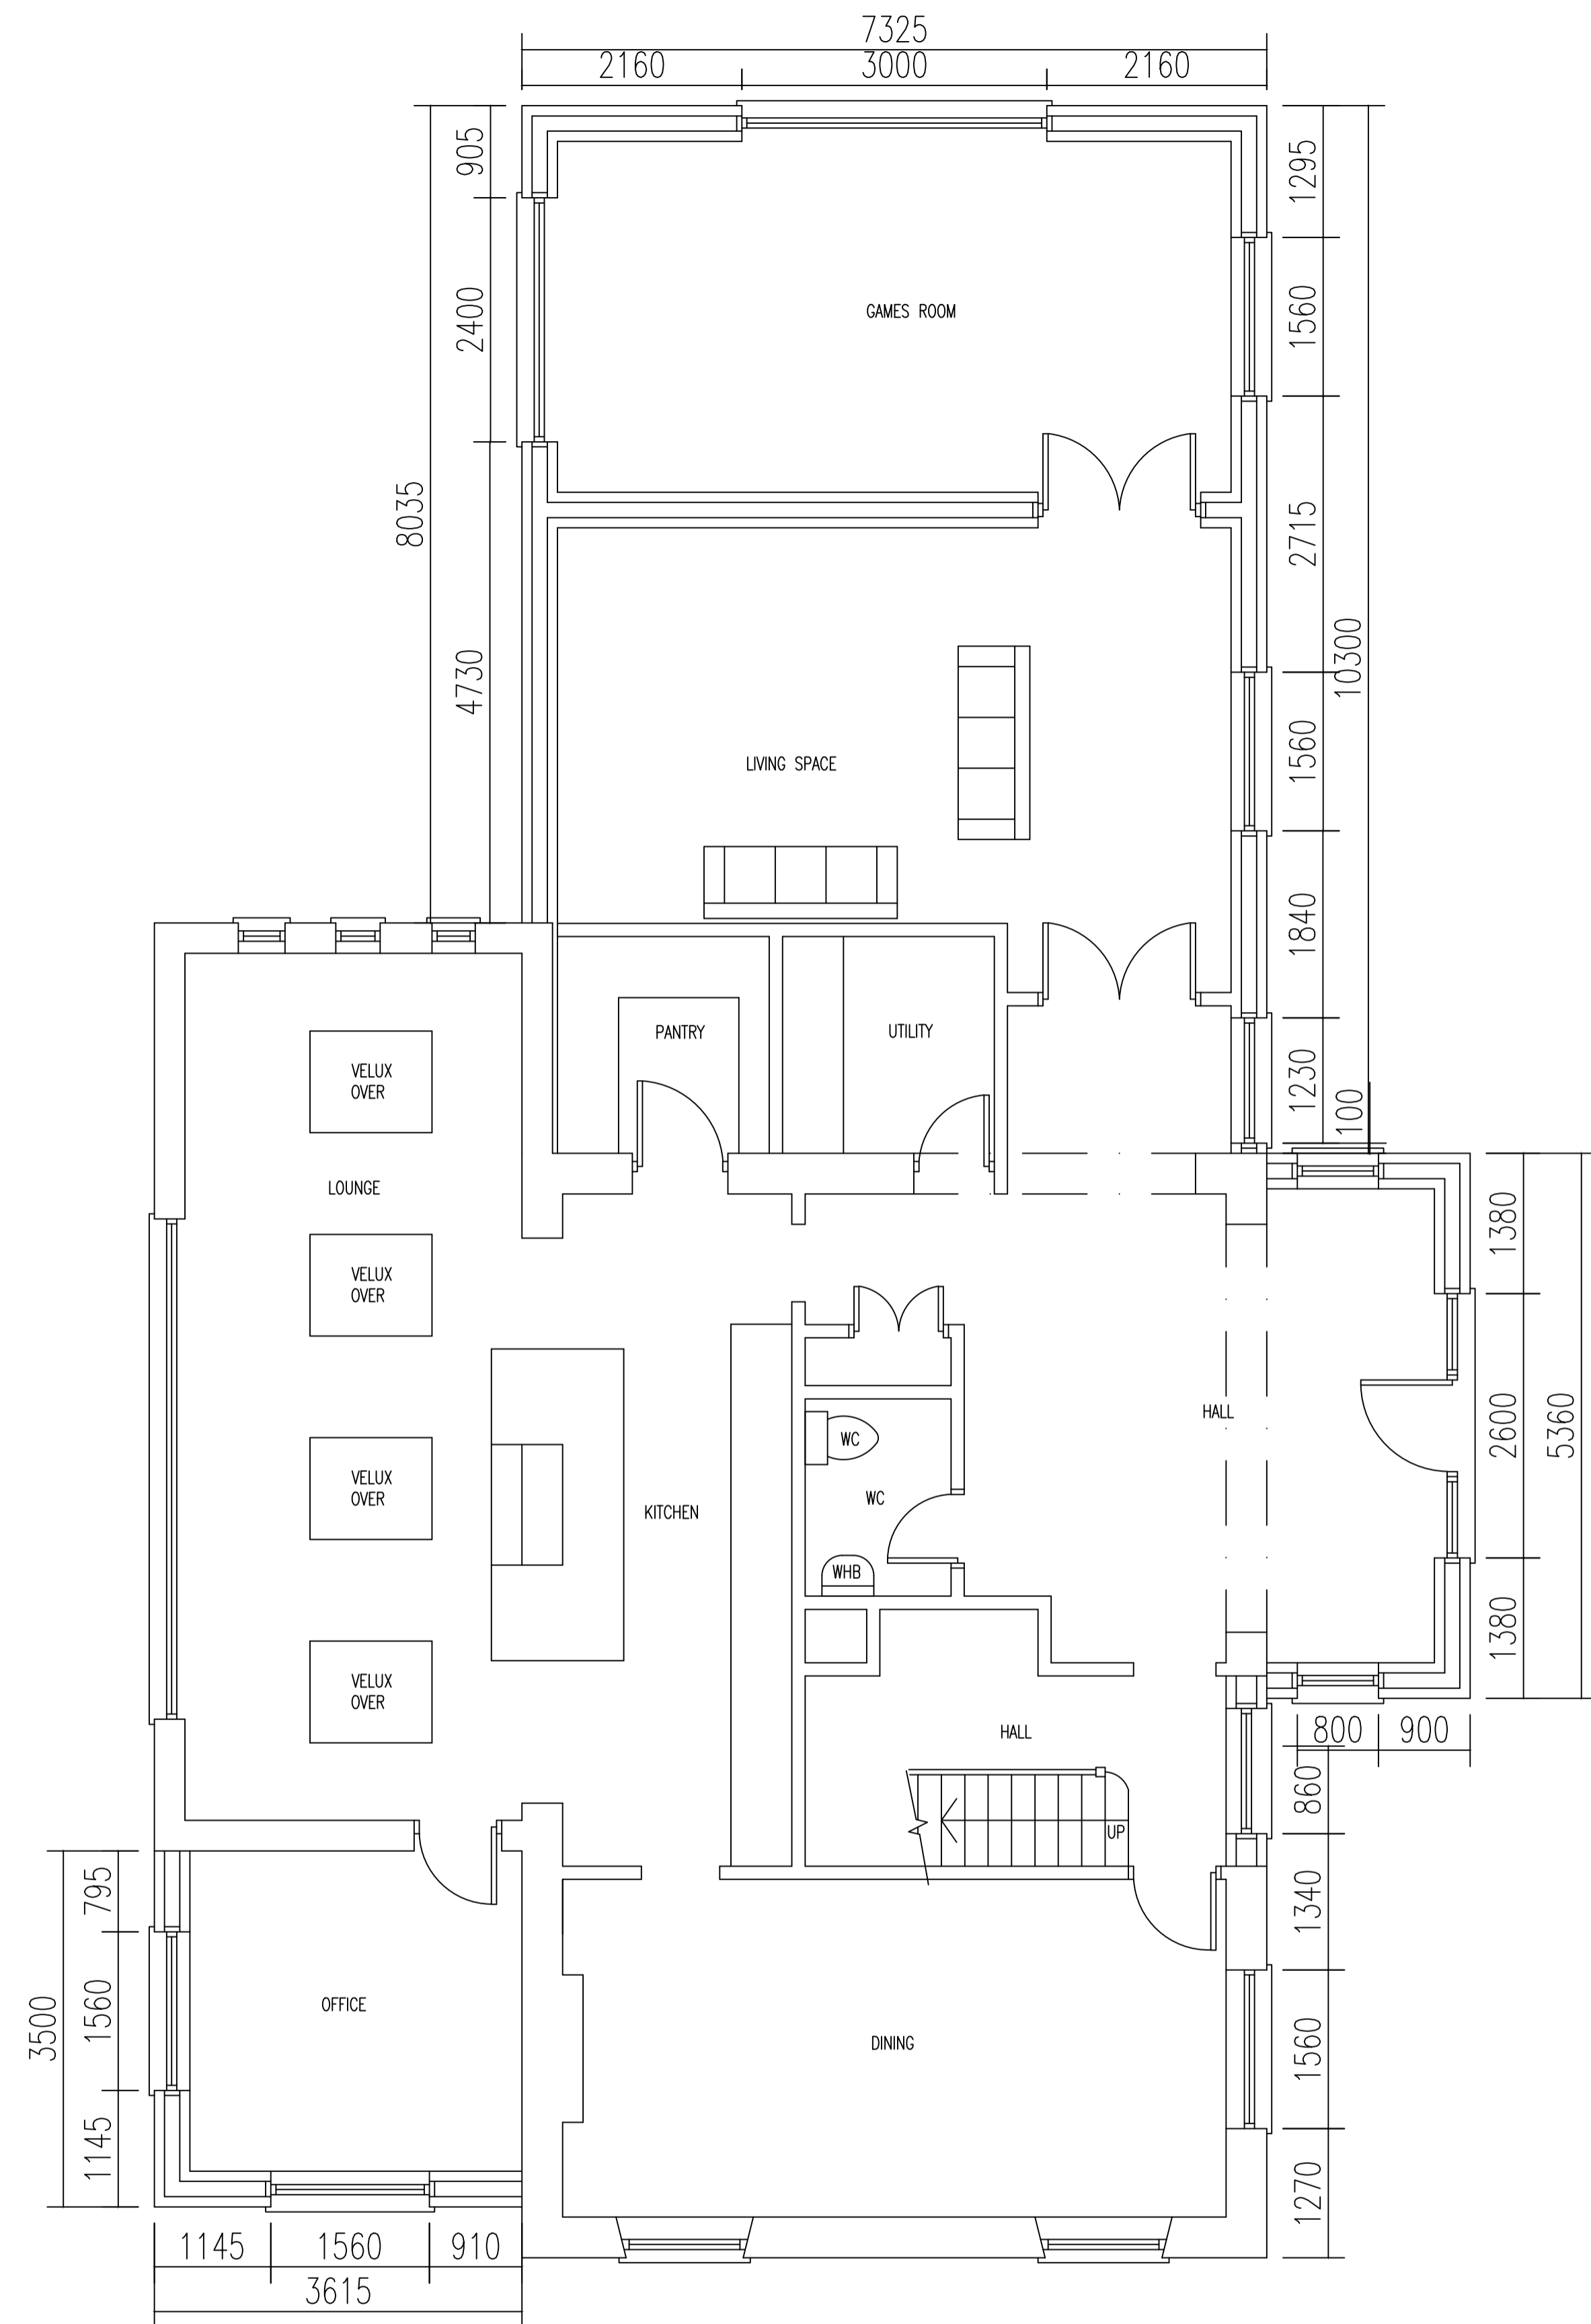 7325
2160
3000
2160
905
1295
2400
1560
GAMES ROOM
8035
2715
10300
4730
1560
LIVING SPACE
1840
PANTRY
UTILITY
VELUX
OVER
1230
100
LOUNGE
1380
VELUX
OVER
HALL
WC
2600
5360
VELUX
OVER
WC
KITCHEN
WHB
1380
VELUX
OVER
HALL
800
900
860
UP
795
1340
OFFICE
1560
3500
DINING
1560
1145
1270
1145
1560
910
3615